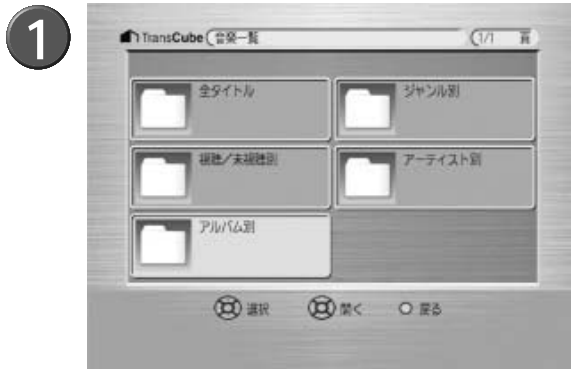 1
TransCube 音楽一覧 (1/1 頁)
全タイトル
ジャンル別
視聴/未視聴別
アーティスト別
アルバム別
選択 開く 戻る